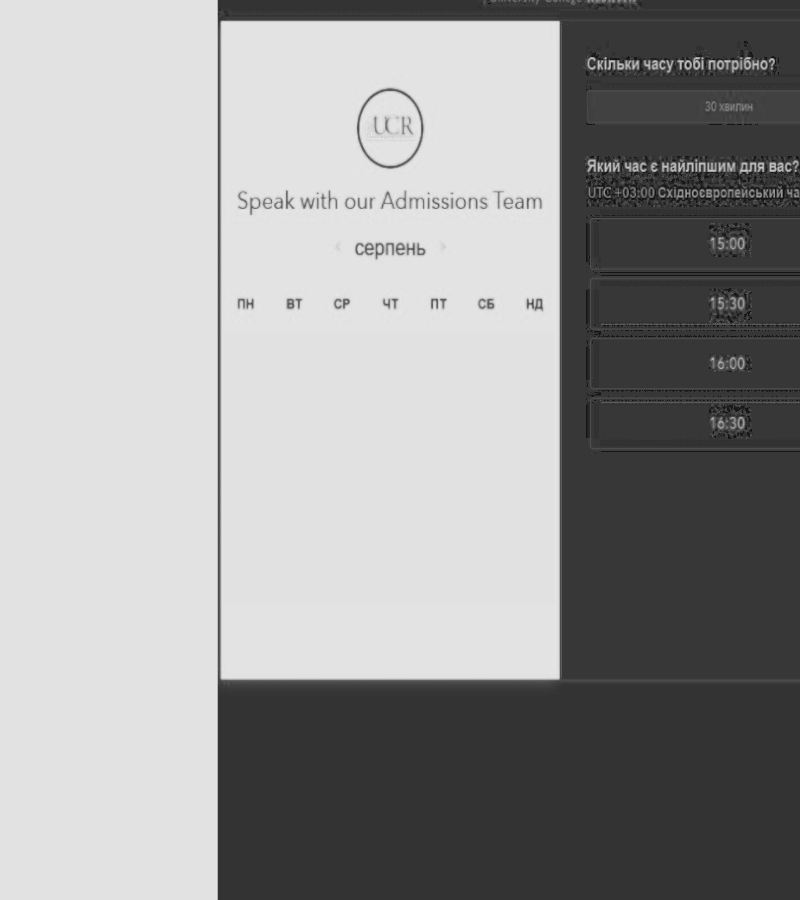 University College
UCR
Speak with our Admissions Team
серпень
ПН ВТ СР ЧТ ПТ СБ НД
Скільки часу тобі потрібно?
30 хвилин
Який час є найліпшим для вас?
UTC +03:00 Східноєвропейський ча
15:00
15:30
16:00
16:30